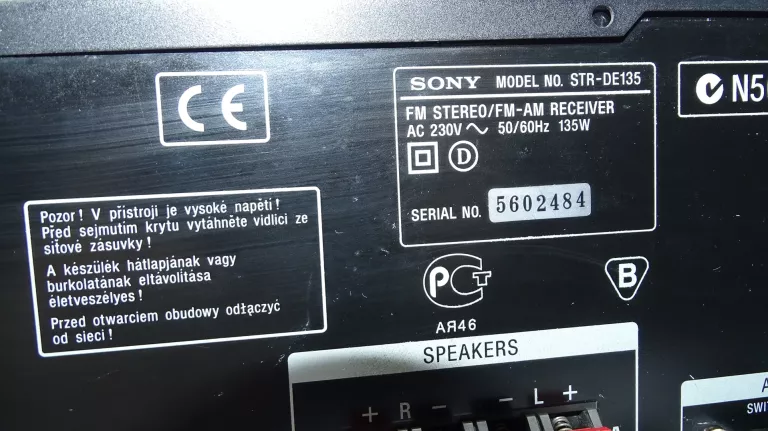 CE
SONY MODEL NO. STR-DE135
FM STEREO/FM-AM RECEIVER
AC 230V ~ 50/60Hz 135W
D
SERIAL NO. 5602484
Pozor! V přístroji je vysoké napětí!
Před sejmutím krytu vytáhněte vidlici ze
síťové zásuvky!
A készülék hátlapjának vagy
burkolatának eltávolítása
életveszélyes!
Przed otwarciem obudowy odłączyć
od sieci!
PCT
АЯ46
B
SPEAKERS
+ R − − L +